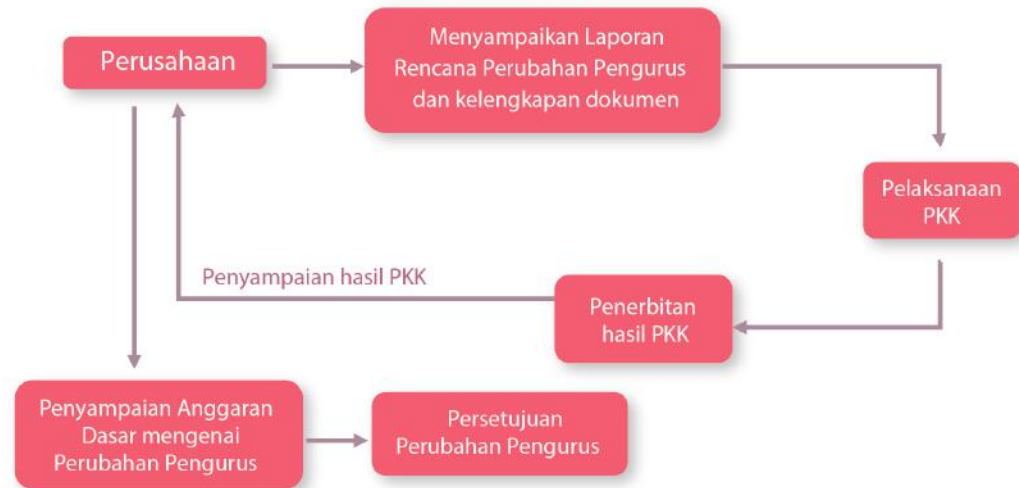 Perusahaan
Menyampaikan Laporan
Rencana Perubahan Pengurus
dan kelengkapan dokumen
Pelaksanaan
PKK
Penyampaian hasil PKK
Penerbitan
hasil PKK
Penyampaian Anggaran
Dasar mengenai
Perubahan Pengurus
Persetujuan
Perubahan Pengurus